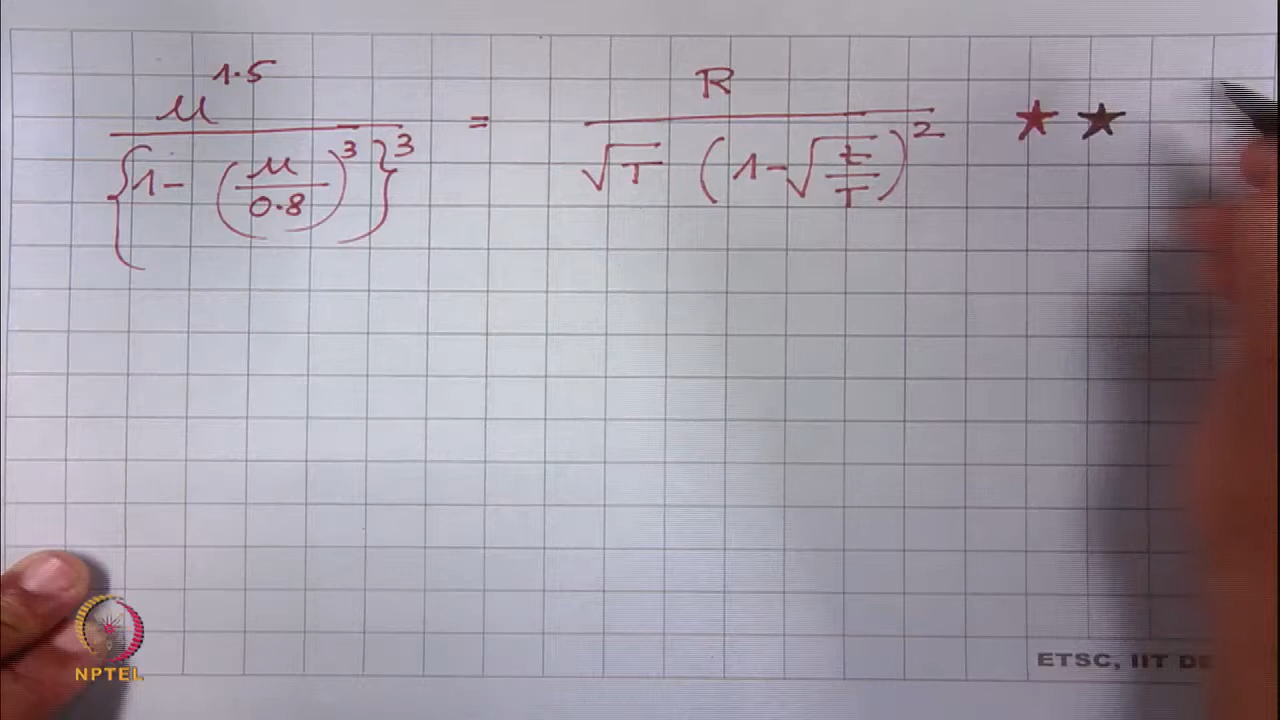 μ^1.5 / {1 - (μ/0.8)^3}^3 = R / (√T (1 - √(t/T))^2) ★ ★
NPTEL
ETSC, IIT DE